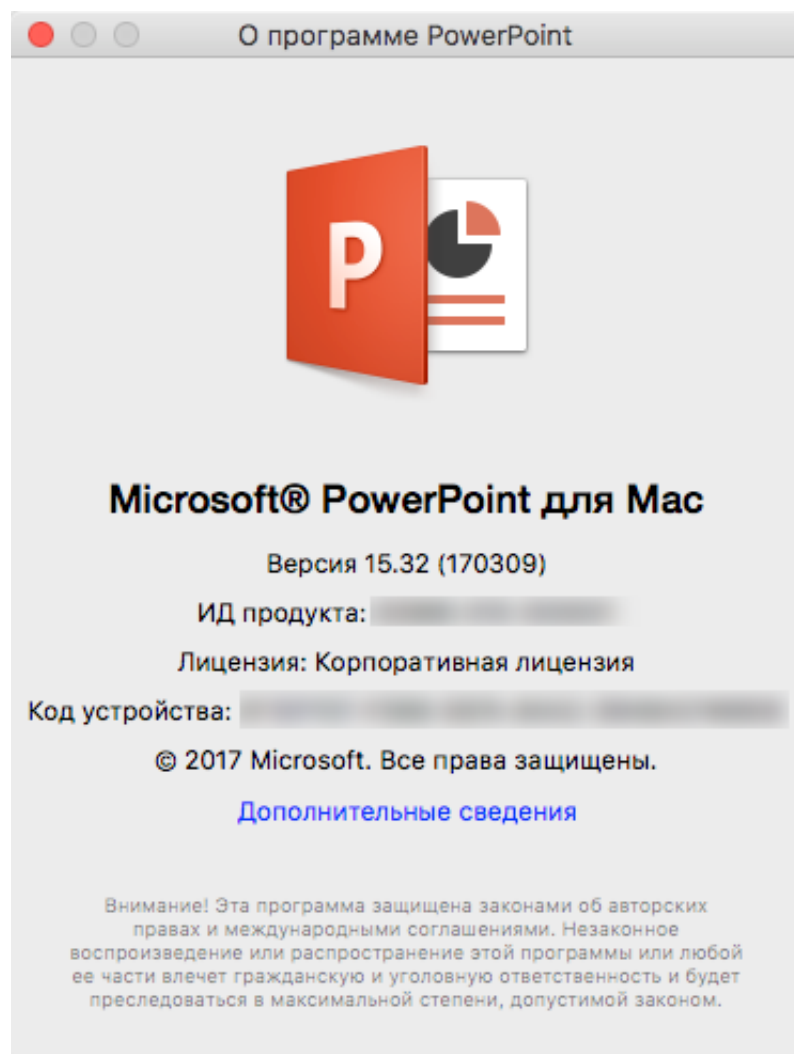 О программе PowerPoint
P
Microsoft® PowerPoint для Mac
Версия 15.32 (170309)
ИД продукта:
Лицензия: Корпоративная лицензия
Код устройства:
© 2017 Microsoft. Все права защищены.
Дополнительные сведения
Внимание! Эта программа защищена законами об авторских
правах и международными соглашениями. Незаконное
воспроизведение или распространение этой программы или любой
ее части влечет гражданскую и уголовную ответственность и будет
преследоваться в максимальной степени, допустимой законом.